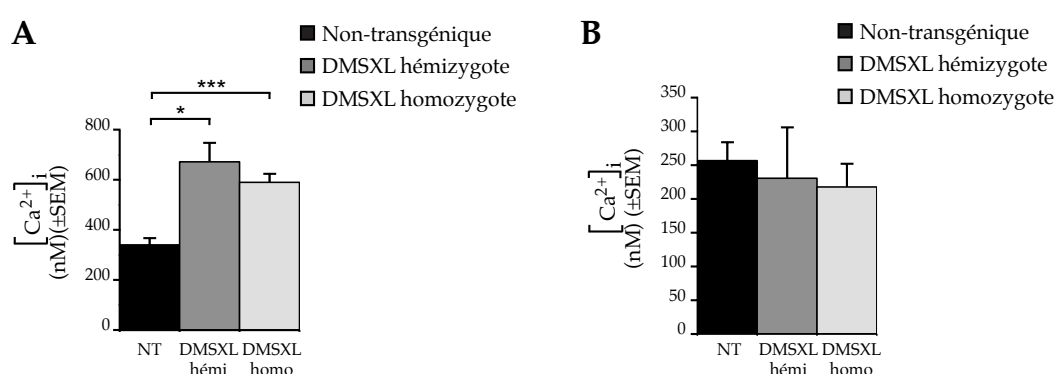 A
Non-transgénique
DMSXL hémizygote
DMSXL homozygote
***
*
800
600
400
200
0
[Ca2+]i
(nM)(±SEM)
NT
DMSXL hémi
DMSXL homo
B
Non-transgénique
DMSXL hémizygote
DMSXL homozygote
350
300
250
200
150
100
50
0
[Ca2+]i
(nM) (±SEM)
NT
DMSXL hémi
DMSXL homo